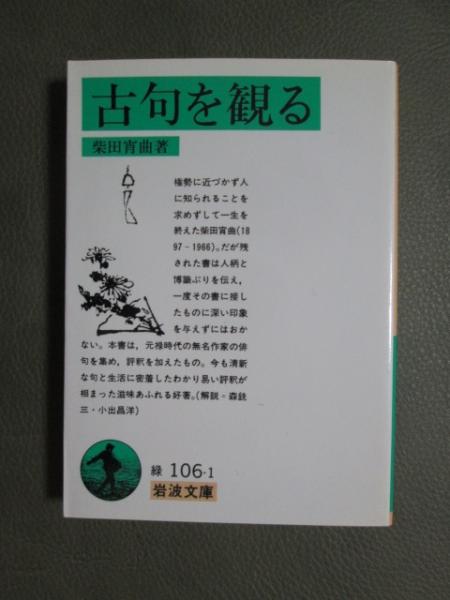 古句を観る
柴田宵曲著
権勢に近づかず人
に知られることを
求めずして一生を
終えた柴田宵曲(18
97-1966)。だが残
された書は人柄と
博識ぶりを伝え,
一度その書に接し
たものに深い印象
を与えずにはおか
ない。本書は,元禄時代の無名作家の俳
句を集め,評釈を加えたもの。今も清新
な句と生活に密着したわかり易い評釈が
相まった滋味あふれる好著。(解説=森銑
三・小出昌洋)
緑 106-1
岩波文庫